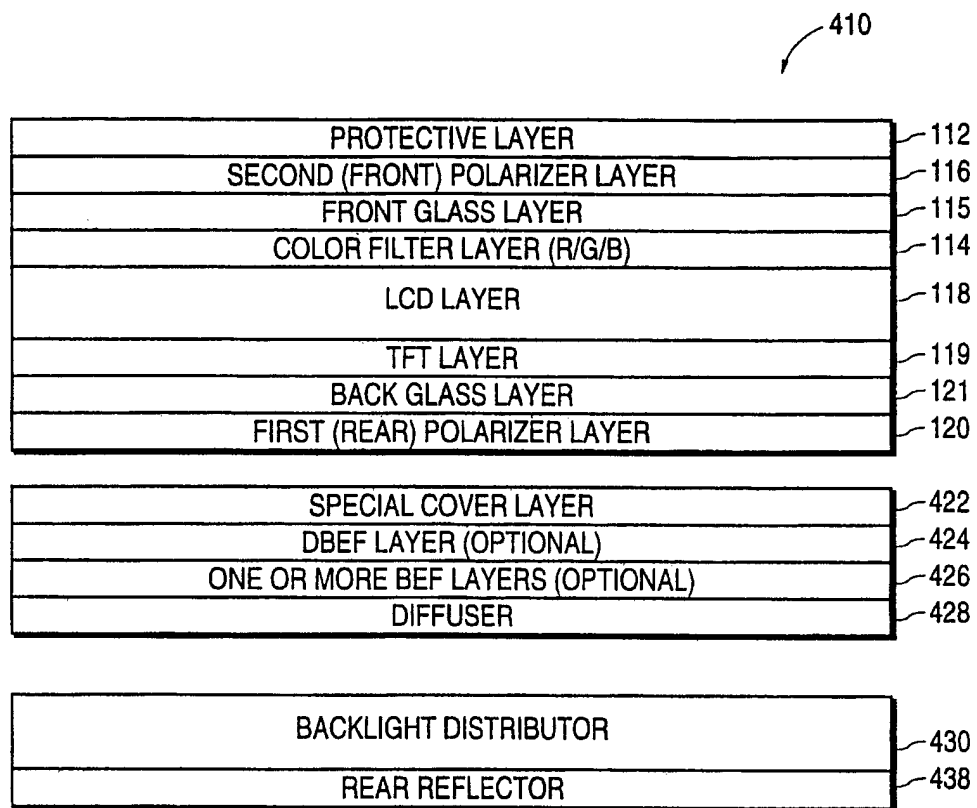 410
PROTECTIVE LAYER 112
SECOND (FRONT) POLARIZER LAYER 116
FRONT GLASS LAYER 115
COLOR FILTER LAYER (R/G/B) 114
LCD LAYER 118
TFT LAYER 119
BACK GLASS LAYER 121
FIRST (REAR) POLARIZER LAYER 120
SPECIAL COVER LAYER 422
DBEF LAYER (OPTIONAL) 424
ONE OR MORE BEF LAYERS (OPTIONAL) 426
DIFFUSER 428
BACKLIGHT DISTRIBUTOR 430
REAR REFLECTOR 438